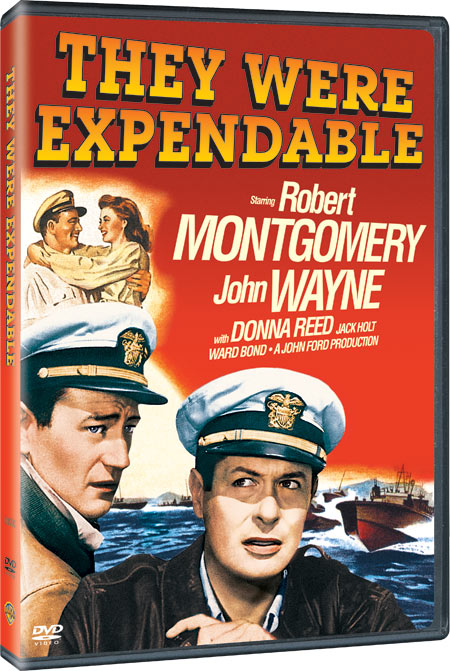 THEY WERE
EXPENDABLE
Starring Robert
MONTGOMERY
John WAYNE
with DONNA REED JACK HOLT
WARD BOND • A JOHN FORD PRODUCTION
THEY WERE EXPENDABLE
DVD
VIDEO
DVD